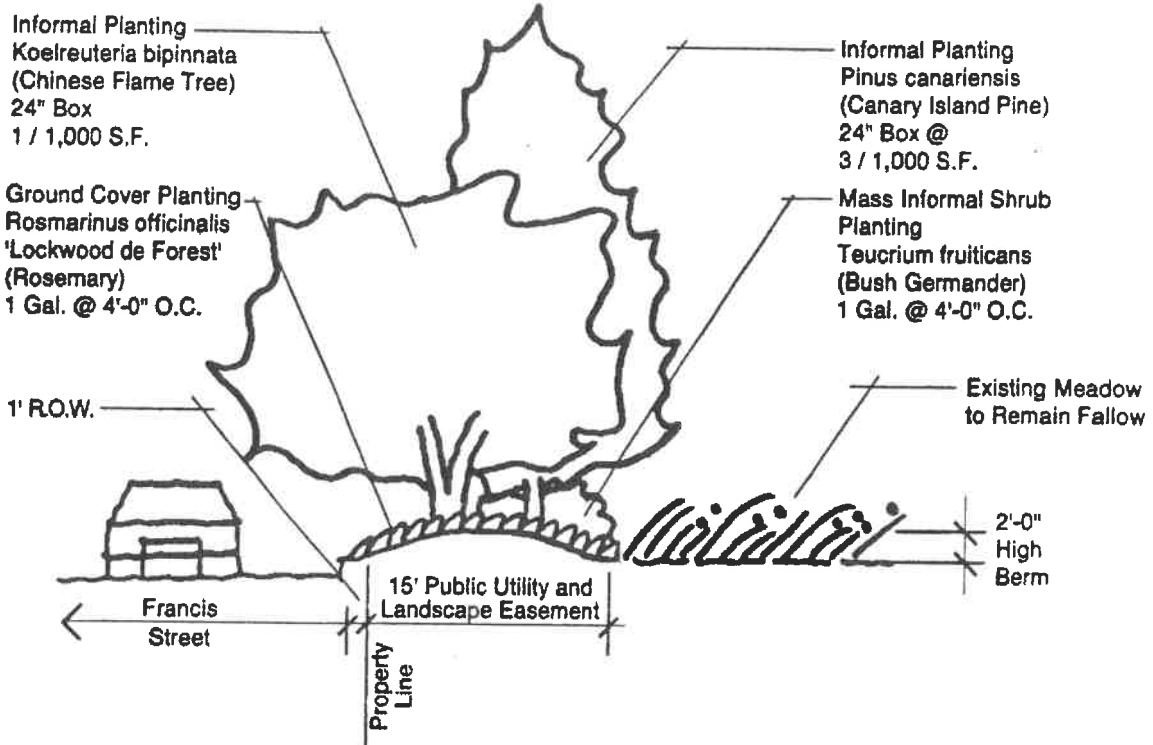 Informal Planting
Koelreuteria bipinnata
(Chinese Flame Tree)
24" Box
1 / 1,000 S.F.
Ground Cover Planting
Rosmarinus officinalis
'Lockwood de Forest'
(Rosemary)
1 Gal. @ 4'-0" O.C.
1' R.O.W.
Informal Planting
Pinus canariensis
(Canary Island Pine)
24" Box @
3 / 1,000 S.F.
Mass Informal Shrub
Planting
Teucrium fruiticans
(Bush Germander)
1 Gal. @ 4'-0" O.C.
Existing Meadow
to Remain Fallow
2'-0"
High
Berm
Francis
Street
15' Public Utility and
Landscape Easement
Property
Line